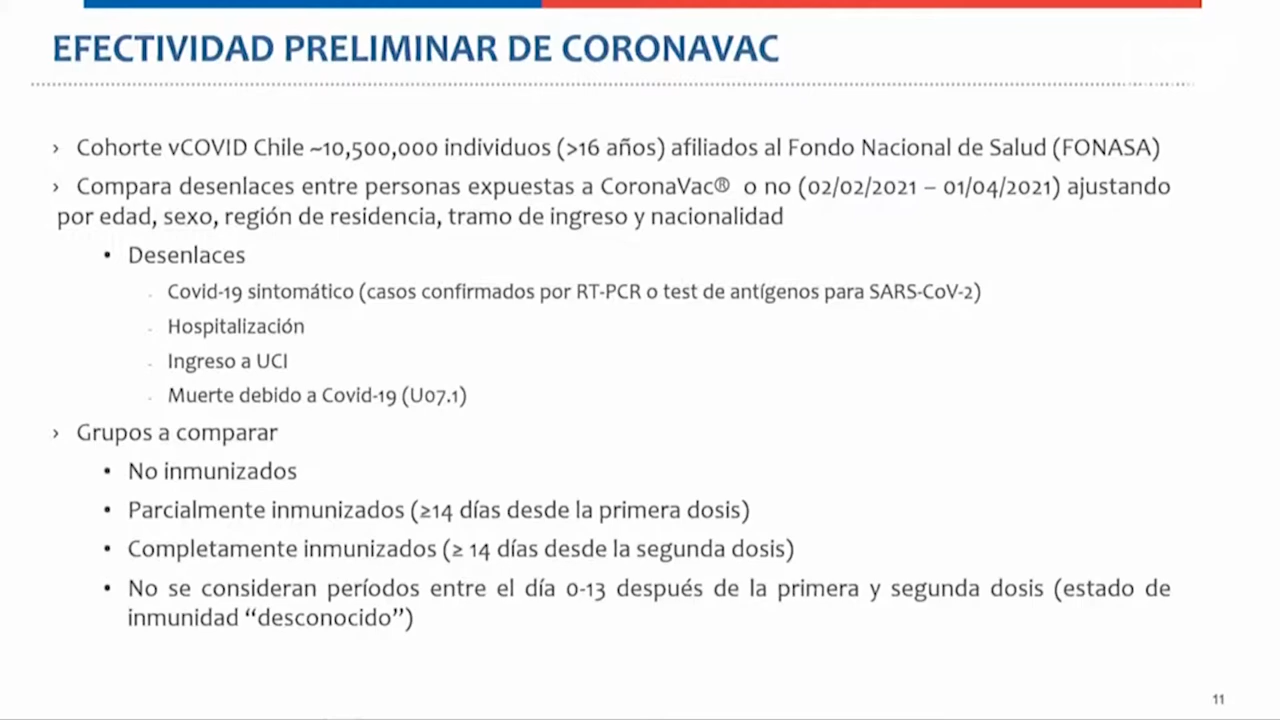 EFECTIVIDAD PRELIMINAR DE CORONAVAC
› Cohorte vCOVID Chile ~10,500,000 individuos (>16 años) afiliados al Fondo Nacional de Salud (FONASA)
› Compara desenlaces entre personas expuestas a CoronaVac® o no (02/02/2021 – 01/04/2021) ajustando
por edad, sexo, región de residencia, tramo de ingreso y nacionalidad
• Desenlaces
- Covid-19 sintomático (casos confirmados por RT-PCR o test de antígenos para SARS-CoV-2)
- Hospitalización
- Ingreso a UCI
- Muerte debido a Covid-19 (U07.1)
› Grupos a comparar
• No inmunizados
• Parcialmente inmunizados (≥14 días desde la primera dosis)
• Completamente inmunizados (≥ 14 días desde la segunda dosis)
• No se consideran períodos entre el día 0-13 después de la primera y segunda dosis (estado de
inmunidad “desconocido”)
11